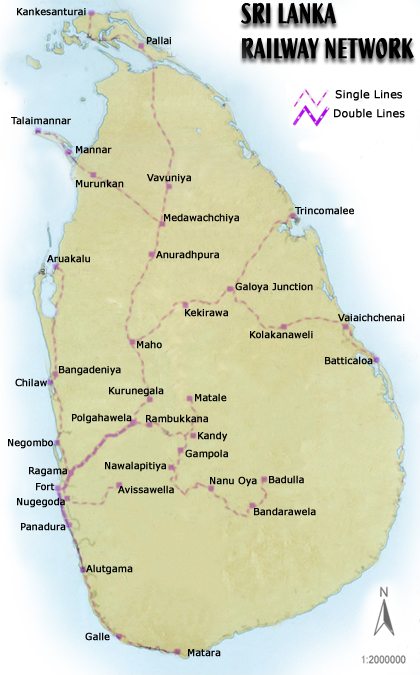 SRI LANKA
RAILWAY NETWORK
Single Lines
Double Lines
Kankesanturai
Pallai
Talaimannar
Mannar
Murunkan
Vavuniya
Medawachchiya
Trincomalee
Anuradhpura
Aruakalu
Galoya Junction
Kekirawa
Vaiaichchenai
Kolakanaweli
Maho
Batticaloa
Bangadeniya
Chilaw
Kurunegala
Matale
Polgahawela
Rambukkana
Kandy
Negombo
Gampola
Nawalapitiya
Ragama
Fort
Avissawella
Nanu Oya
Badulla
Nugegoda
Bandarawela
Panadura
Alutgama
Galle
Matara
N
1:2000000